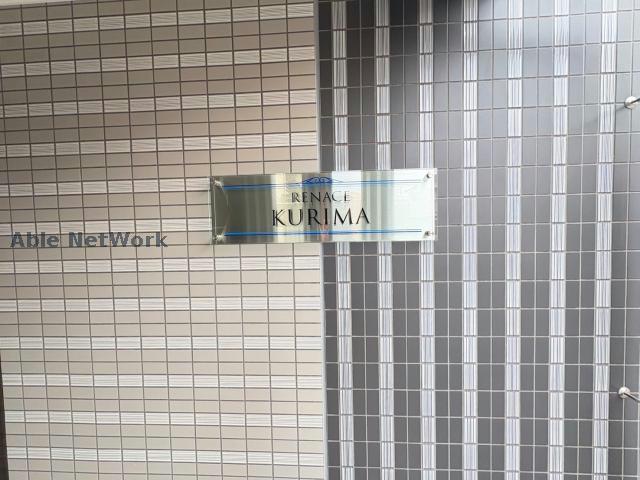 RENACE
KURIMA
Able NetWork